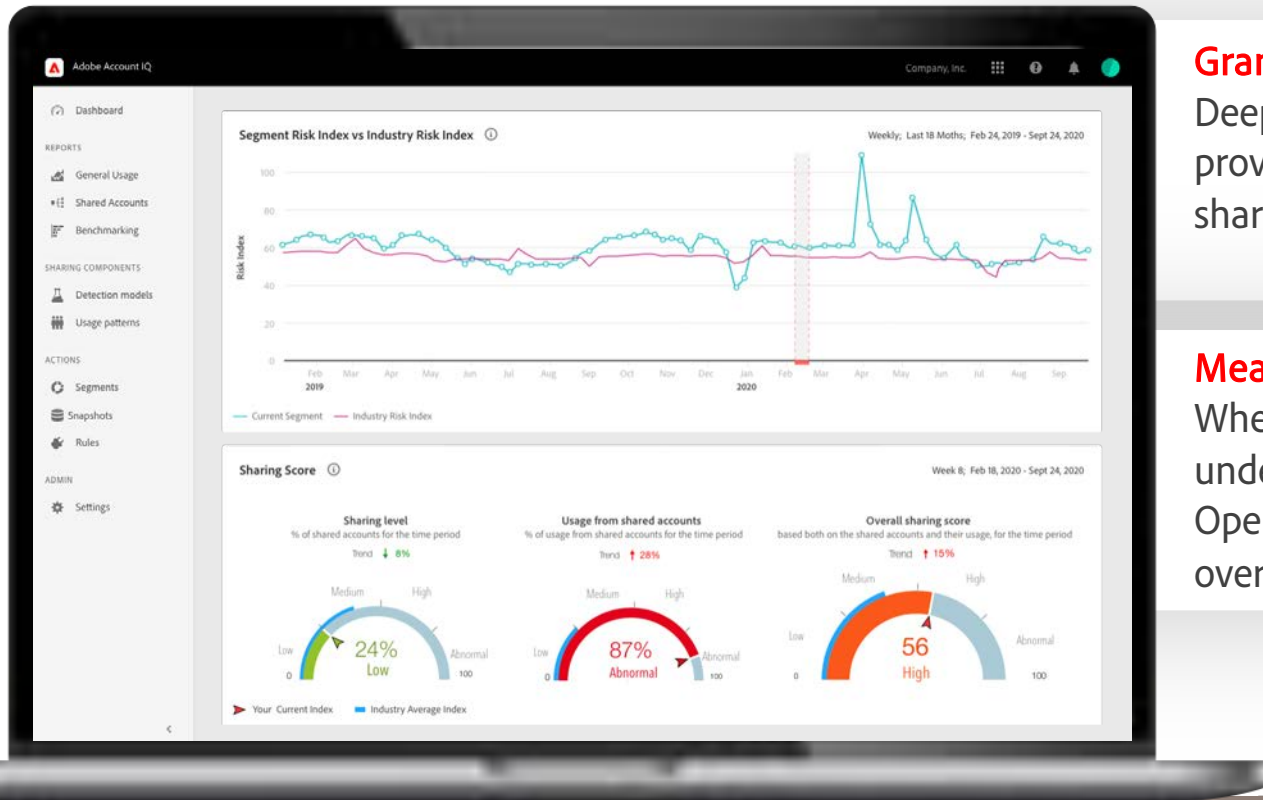 Adobe Account IQ
Company, Inc.
Dashboard
REPORTS
General Usage
Shared Accounts
Benchmarking
SHARING COMPONENTS
Detection models
Usage patterns
ACTIONS
Segments
Snapshots
Rules
ADMIN
Settings
Segment Risk Index vs Industry Risk Index
Weekly; Last 18 Moths; Feb 24, 2019 - Sept 24, 2020
Risk Index
100
80
60
40
20
0
Feb Mar Apr May Jun Jul Aug Sep Oct Nov Dec Jan Feb Mar Apr May Jun Jul Aug Sep
2019 2020
Current Segment Industry Risk Index
Sharing Score
Week 8; Feb 18, 2020 - Sept 24, 2020
Sharing level
% of shared accounts for the time period
Trend 8%
Low Medium High Abnormal
24%
Low
0 100
Usage from shared accounts
% of usage from shared accounts for the time period
Trend 28%
Low Medium High Abnormal
87%
Abnormal
0 100
Overall sharing score
based both on the shared accounts and their usage, for the time period
Trend 15%
Low Medium High Abnormal
56
High
0 100
Your Current Index Industry Average Index
Deep
prov
shar
Mea
Whe
unde
Ope
over